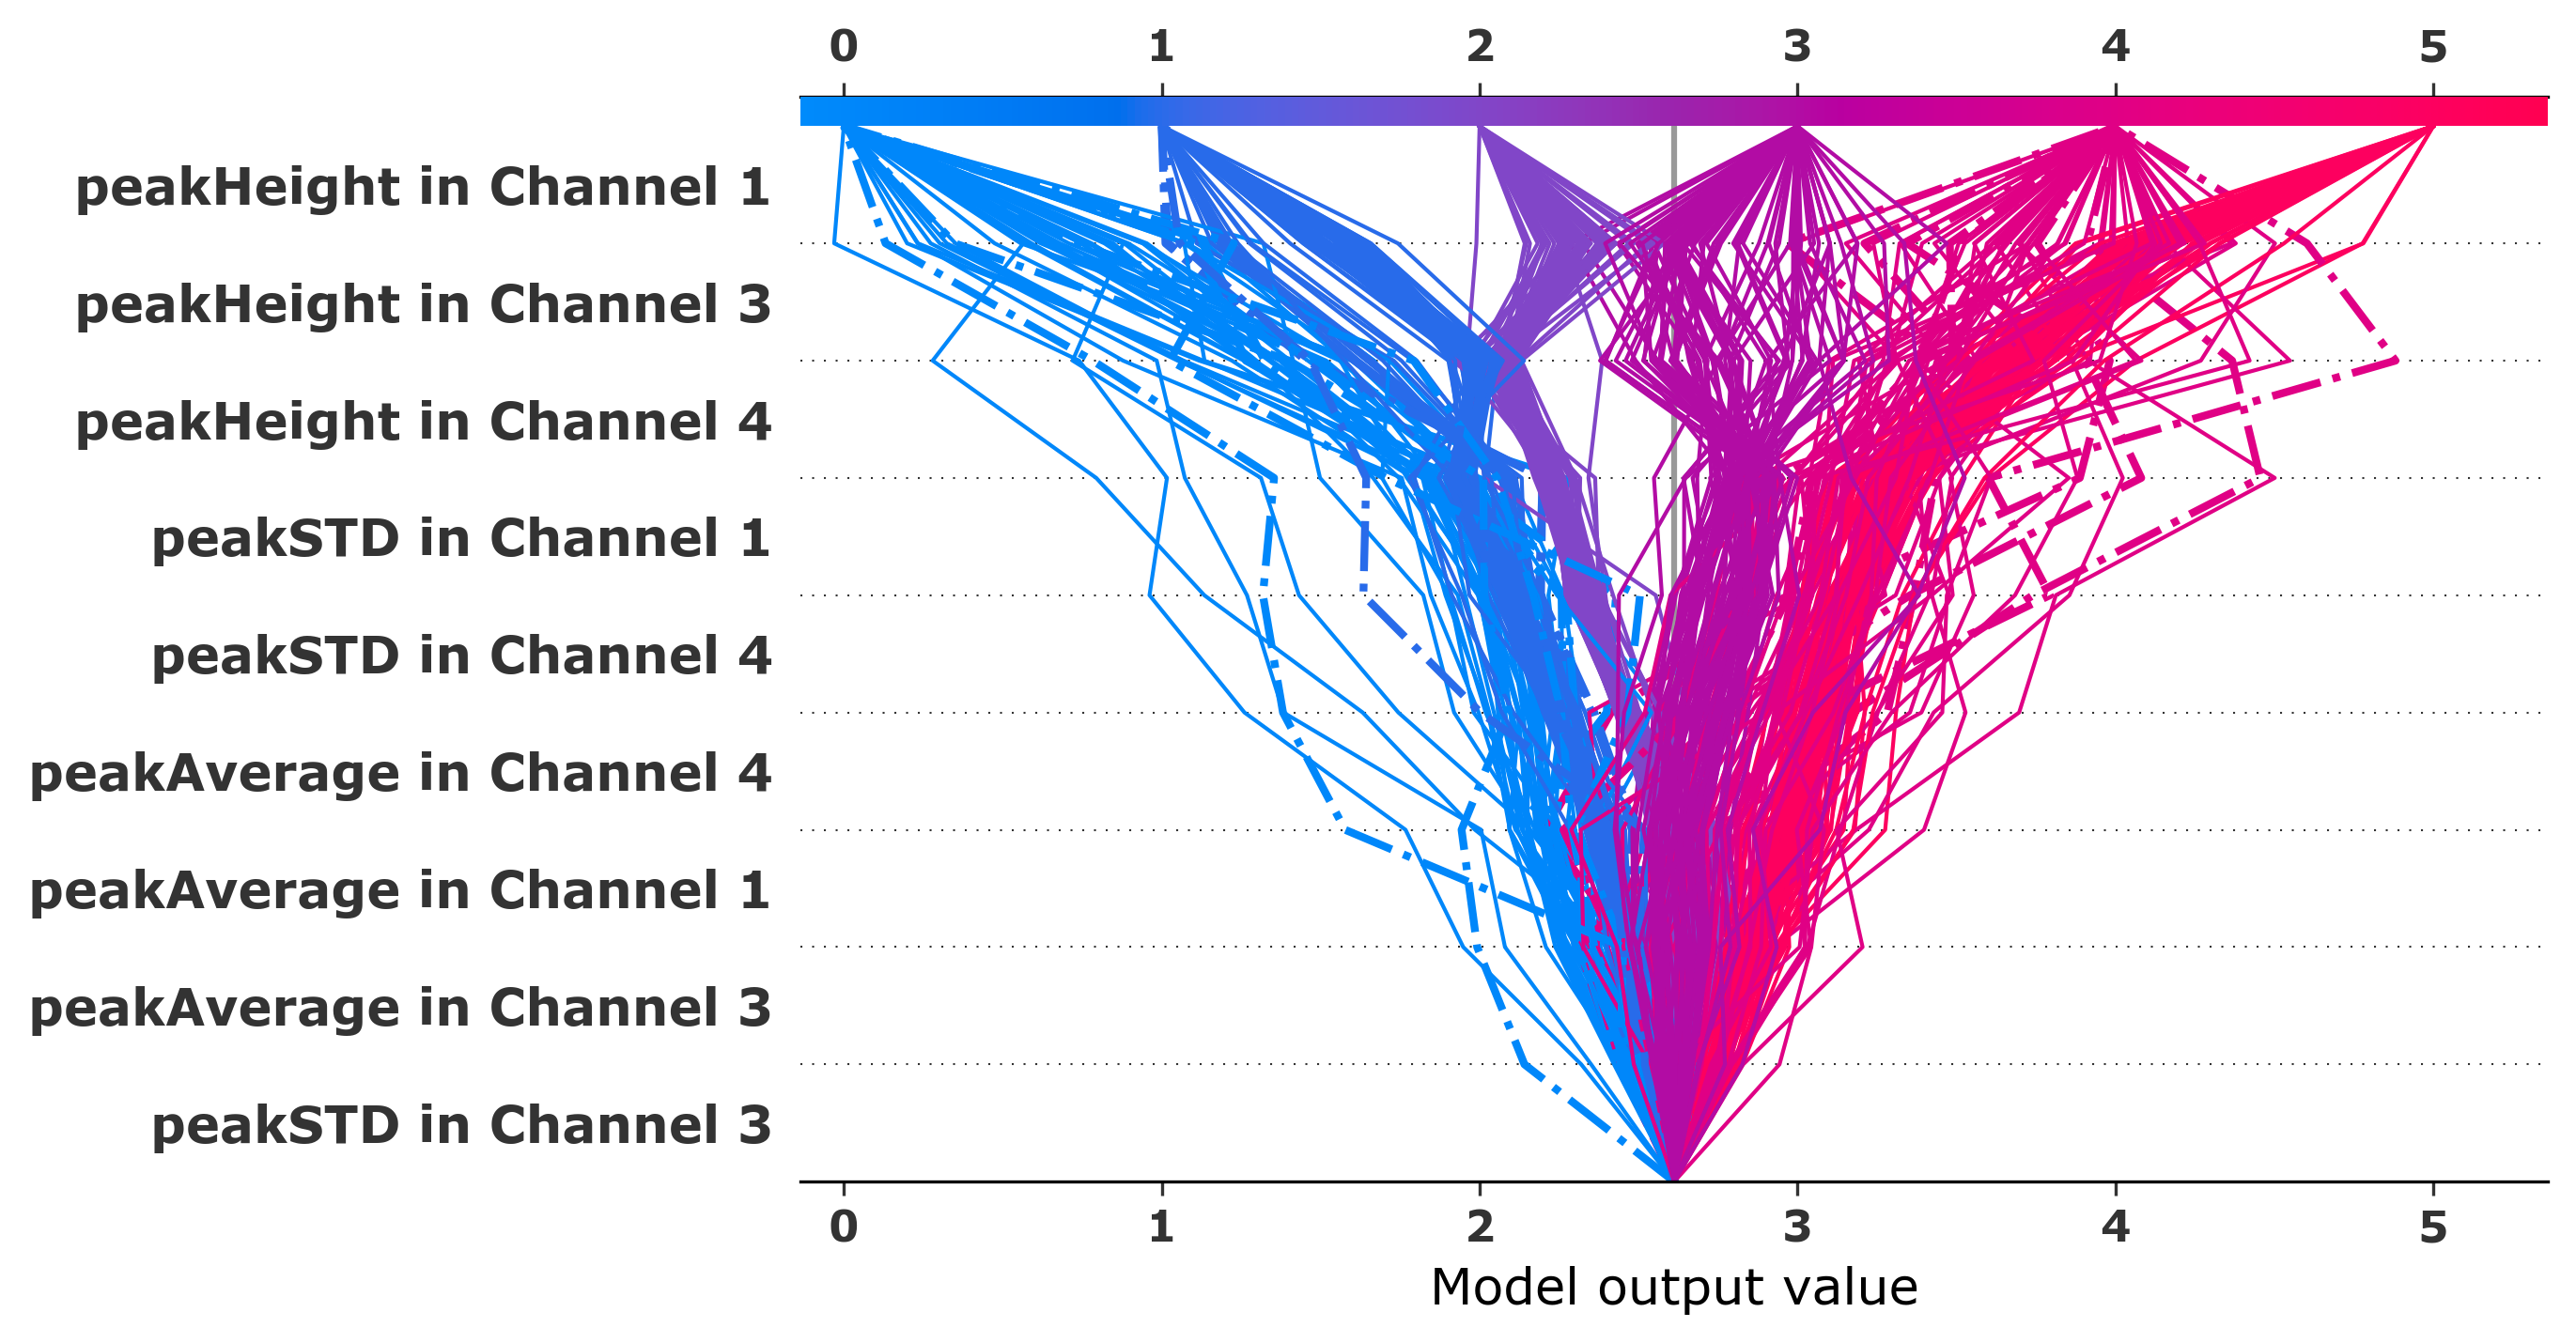 0 1 2 3 4 5
peakHeight in Channel 1
peakHeight in Channel 3
peakHeight in Channel 4
peakSTD in Channel 1
peakSTD in Channel 4
peakAverage in Channel 4
peakAverage in Channel 1
peakAverage in Channel 3
peakSTD in Channel 3
0 1 2 3 4 5
Model output value